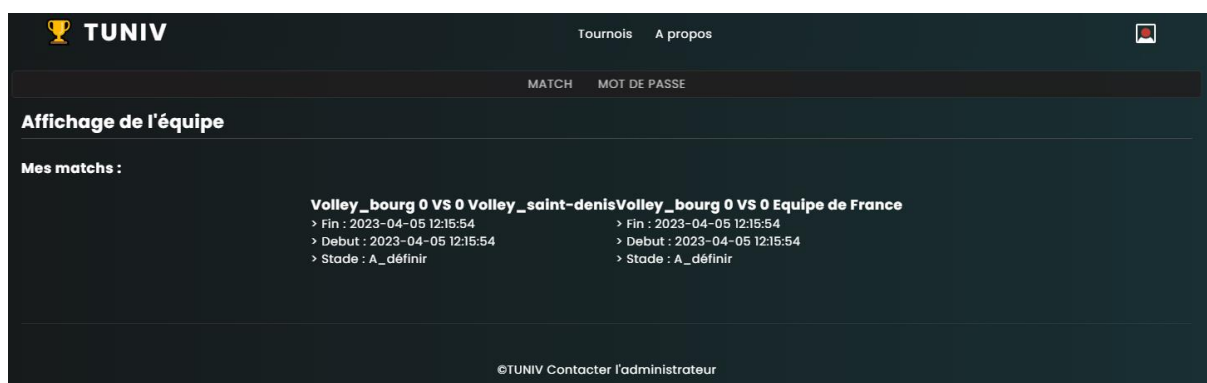 TUNIV
Tournois A propos
MATCH MOT DE PASSE
Affichage de l'équipe
Mes matchs :
Volley_bourg 0 VS 0 Volley_saint-denis
> Fin : 2023-04-05 12:15:54
> Debut : 2023-04-05 12:15:54
> Stade : A_définir
Volley_bourg 0 VS 0 Equipe de France
> Fin : 2023-04-05 12:15:54
> Debut : 2023-04-05 12:15:54
> Stade : A_définir
©TUNIV Contacter l'administrateur